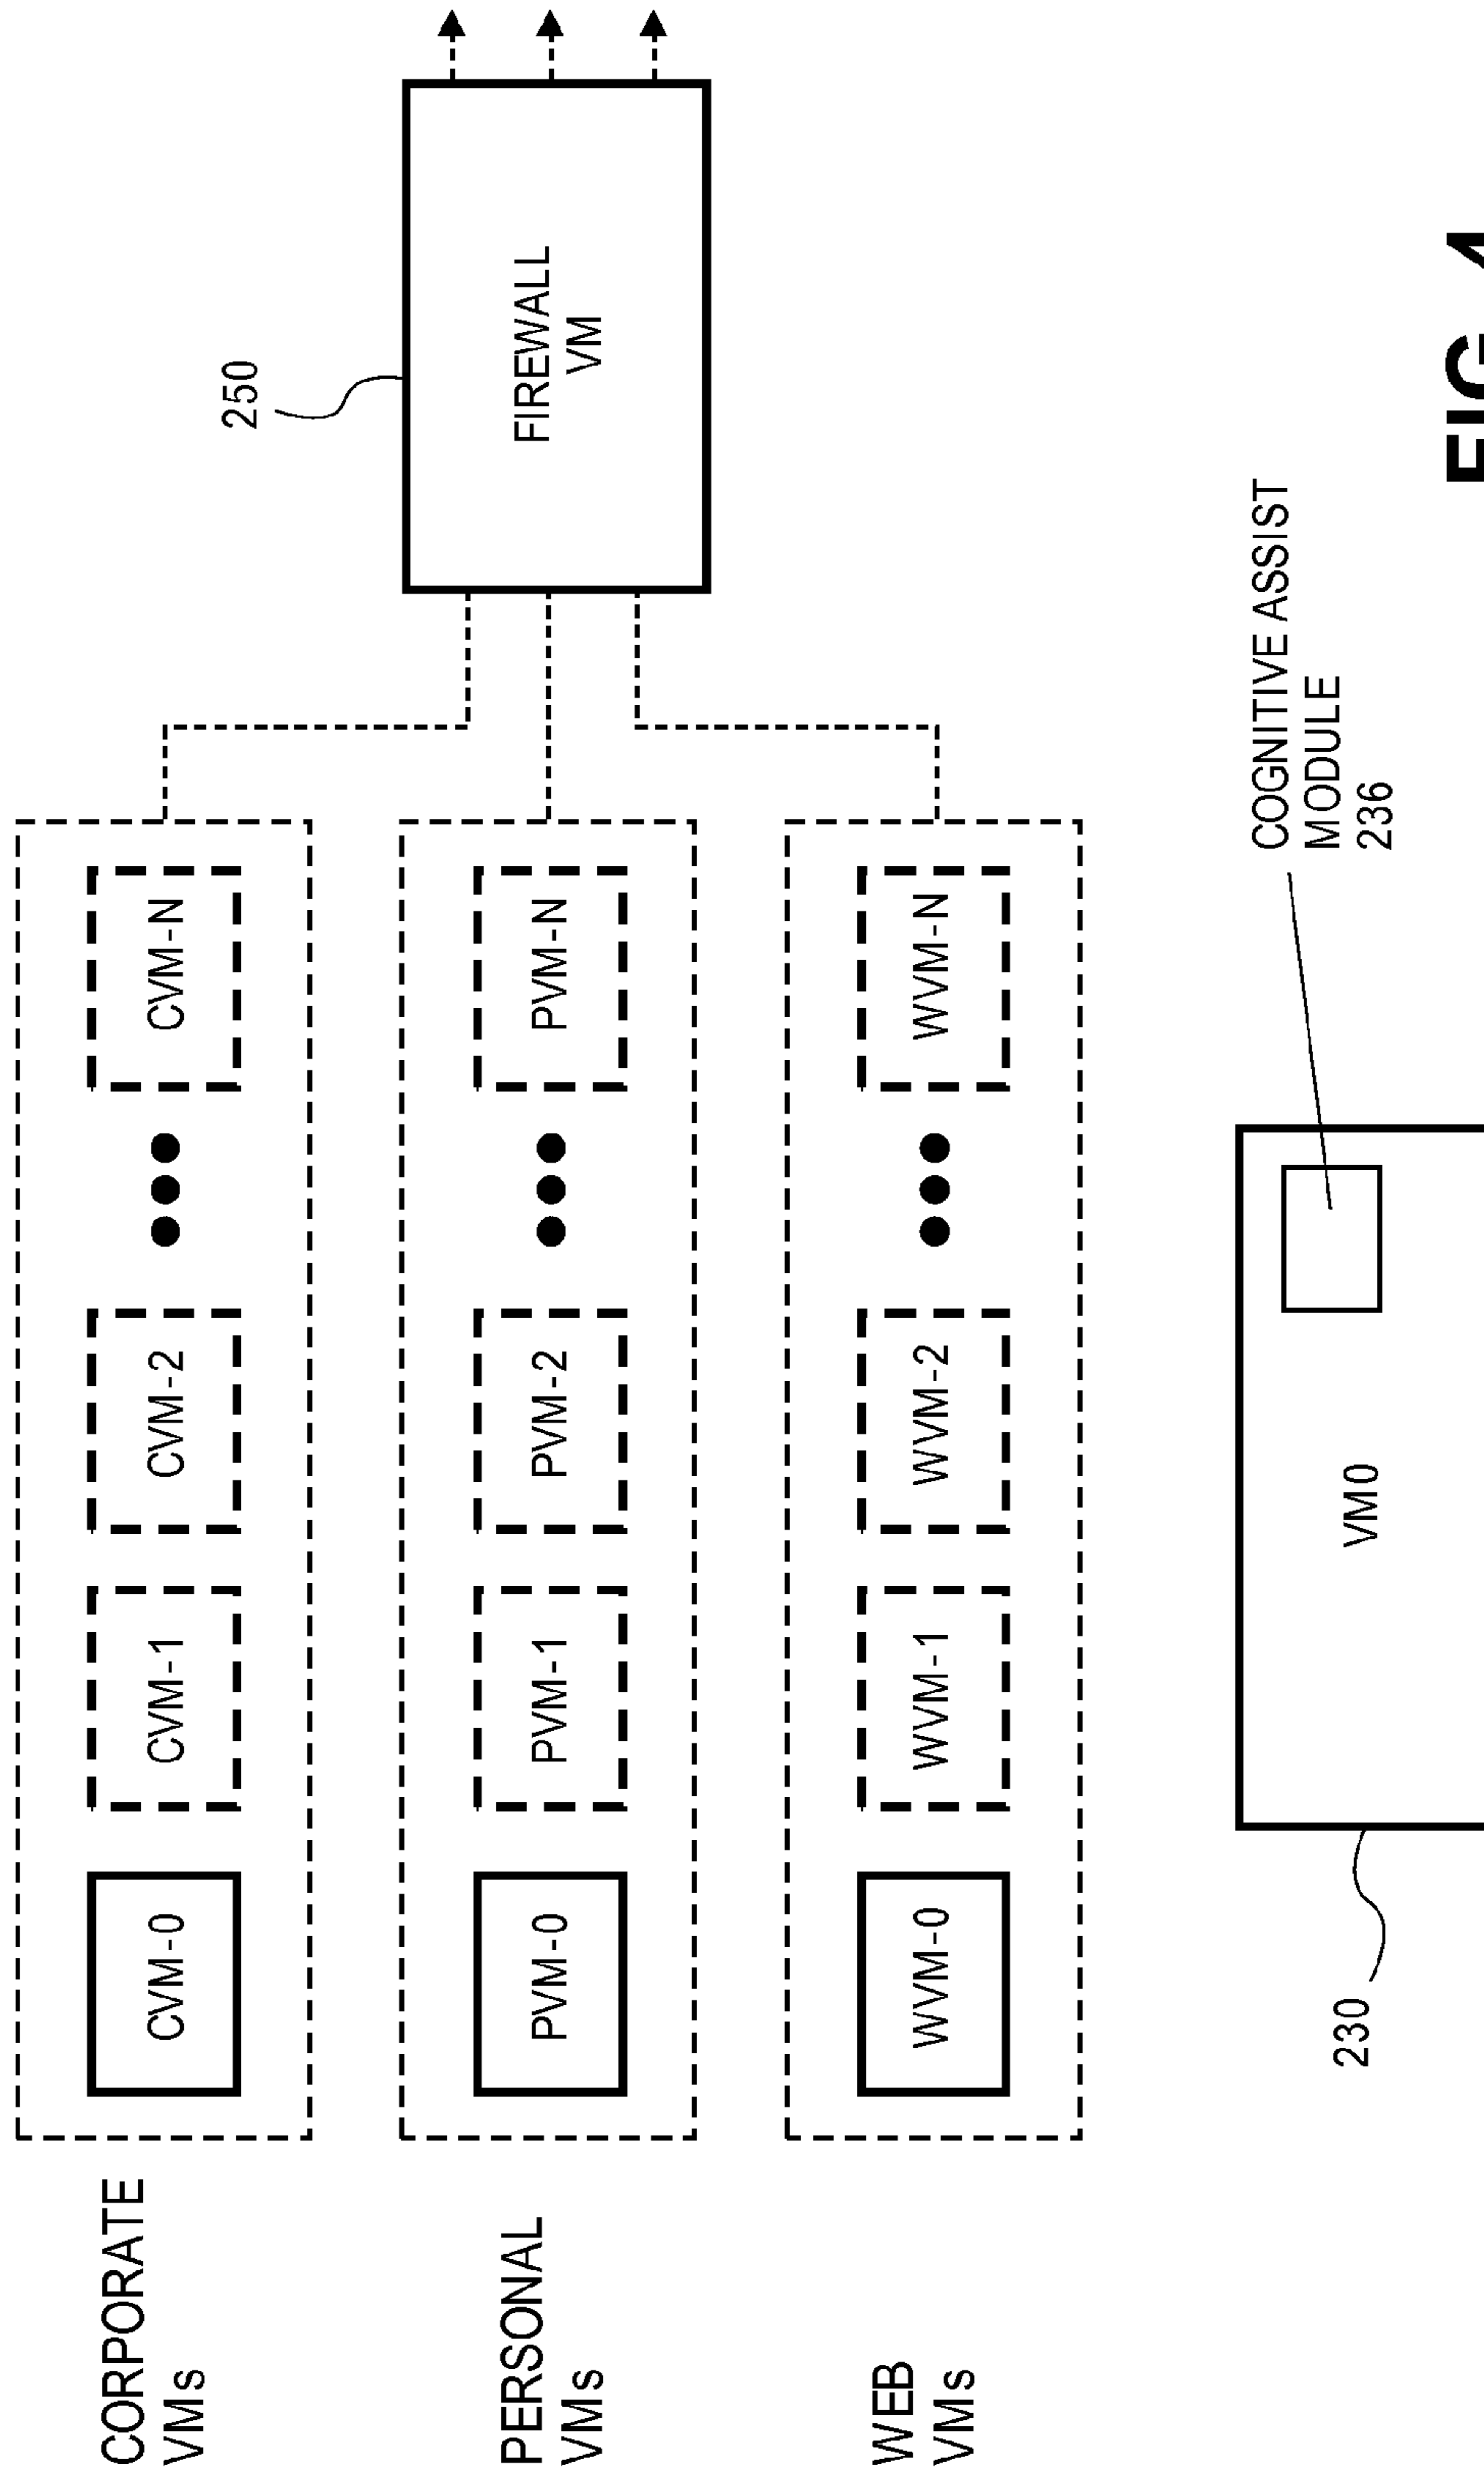 CORPORATE
VMs
CVM-0
CVM-1
CVM-2
CVM-N
250
FIREWALL
VM
PERSONAL
VMs
PVM-0
PVM-1
PVM-2
PVM-N
WEB
VMs
WVM-0
WVM-1
WVM-2
WVM-N
230
VM0
COGNITIVE ASSIST
MODULE
236